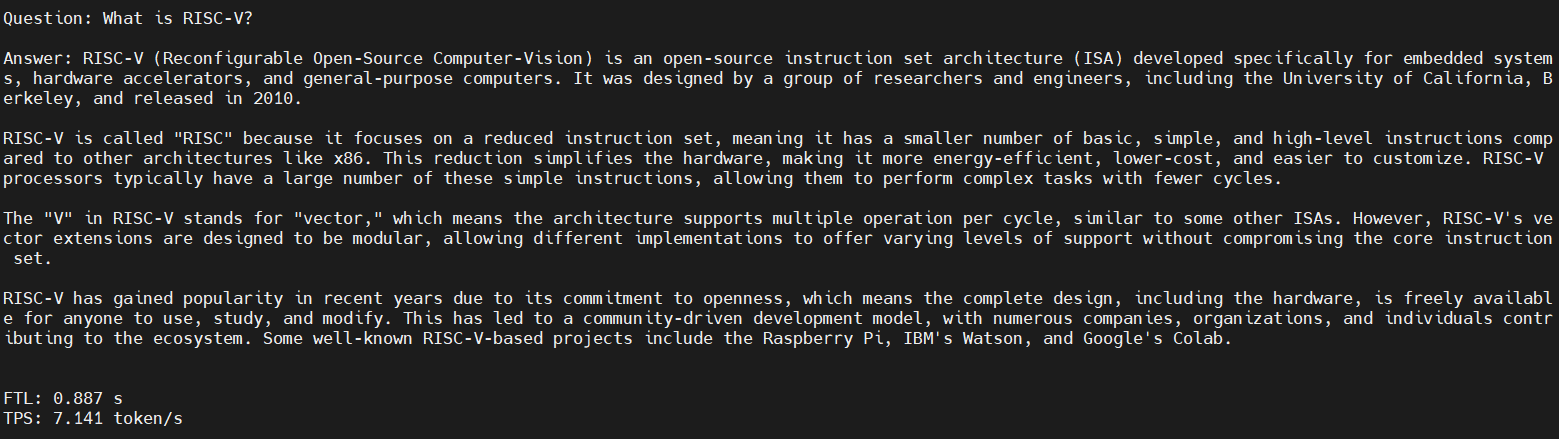 Question: What is RISC-V?
Answer: RISC-V (Reconfigurable Open-Source Computer-Vision) is an open-source instruction set architecture (ISA) developed specifically for embedded system
s, hardware accelerators, and general-purpose computers. It was designed by a group of researchers and engineers, including the University of California, B
erkeley, and released in 2010.
RISC-V is called "RISC" because it focuses on a reduced instruction set, meaning it has a smaller number of basic, simple, and high-level instructions comp
ared to other architectures like x86. This reduction simplifies the hardware, making it more energy-efficient, lower-cost, and easier to customize. RISC-V
processors typically have a large number of these simple instructions, allowing them to perform complex tasks with fewer cycles.
The "V" in RISC-V stands for "vector," which means the architecture supports multiple operation per cycle, similar to some other ISAs. However, RISC-V's ve
ctor extensions are designed to be modular, allowing different implementations to offer varying levels of support without compromising the core instruction
 set.
RISC-V has gained popularity in recent years due to its commitment to openness, which means the complete design, including the hardware, is freely availabl
e for anyone to use, study, and modify. This has led to a community-driven development model, with numerous companies, organizations, and individuals contr
ibuting to the ecosystem. Some well-known RISC-V-based projects include the Raspberry Pi, IBM's Watson, and Google's Colab.
FTL: 0.887 s
TPS: 7.141 token/s